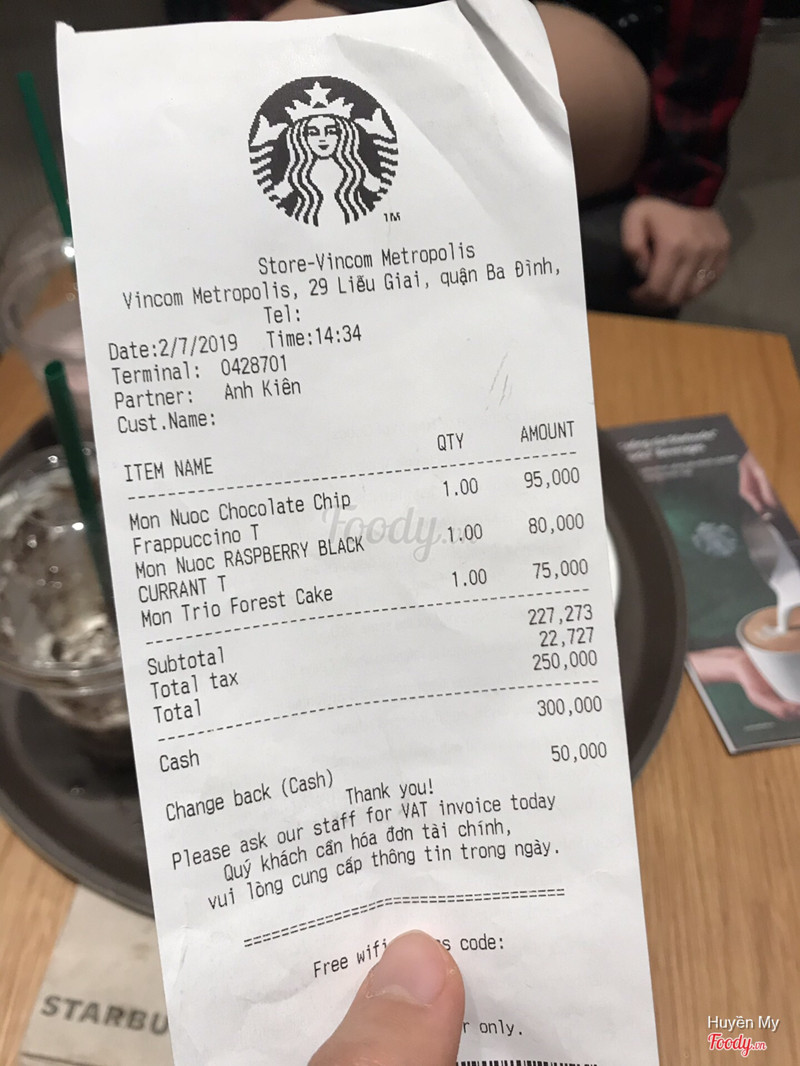 TM
Store-Vincom Metropolis
Vincom Metropolis, 29 Liễu Giai, quận Ba Đình,
Tel:
Date:2/7/2019 Time:14:34
Terminal: 0428701
Partner: Anh Kiên
Cust.Name:
ITEM NAME QTY AMOUNT
Mon Nuoc Chocolate Chip 1.00 95,000
Frappuccino T
Mon Nuoc RASPBERRY BLACK 1.00 80,000
CURRANT T
Mon Trio Forest Cake 1.00 75,000
Subtotal 227,273
Total tax 22,727
Total 250,000
Cash 300,000
Change back (Cash) 50,000
Thank you!
Please ask our staff for VAT invoice today
Quý khách cần hóa đơn tài chính,
vui lòng cung cấp thông tin trong ngày.
Free wifi code:
only.
Foody.vn
STARBU
Huyền My
Foody.vn